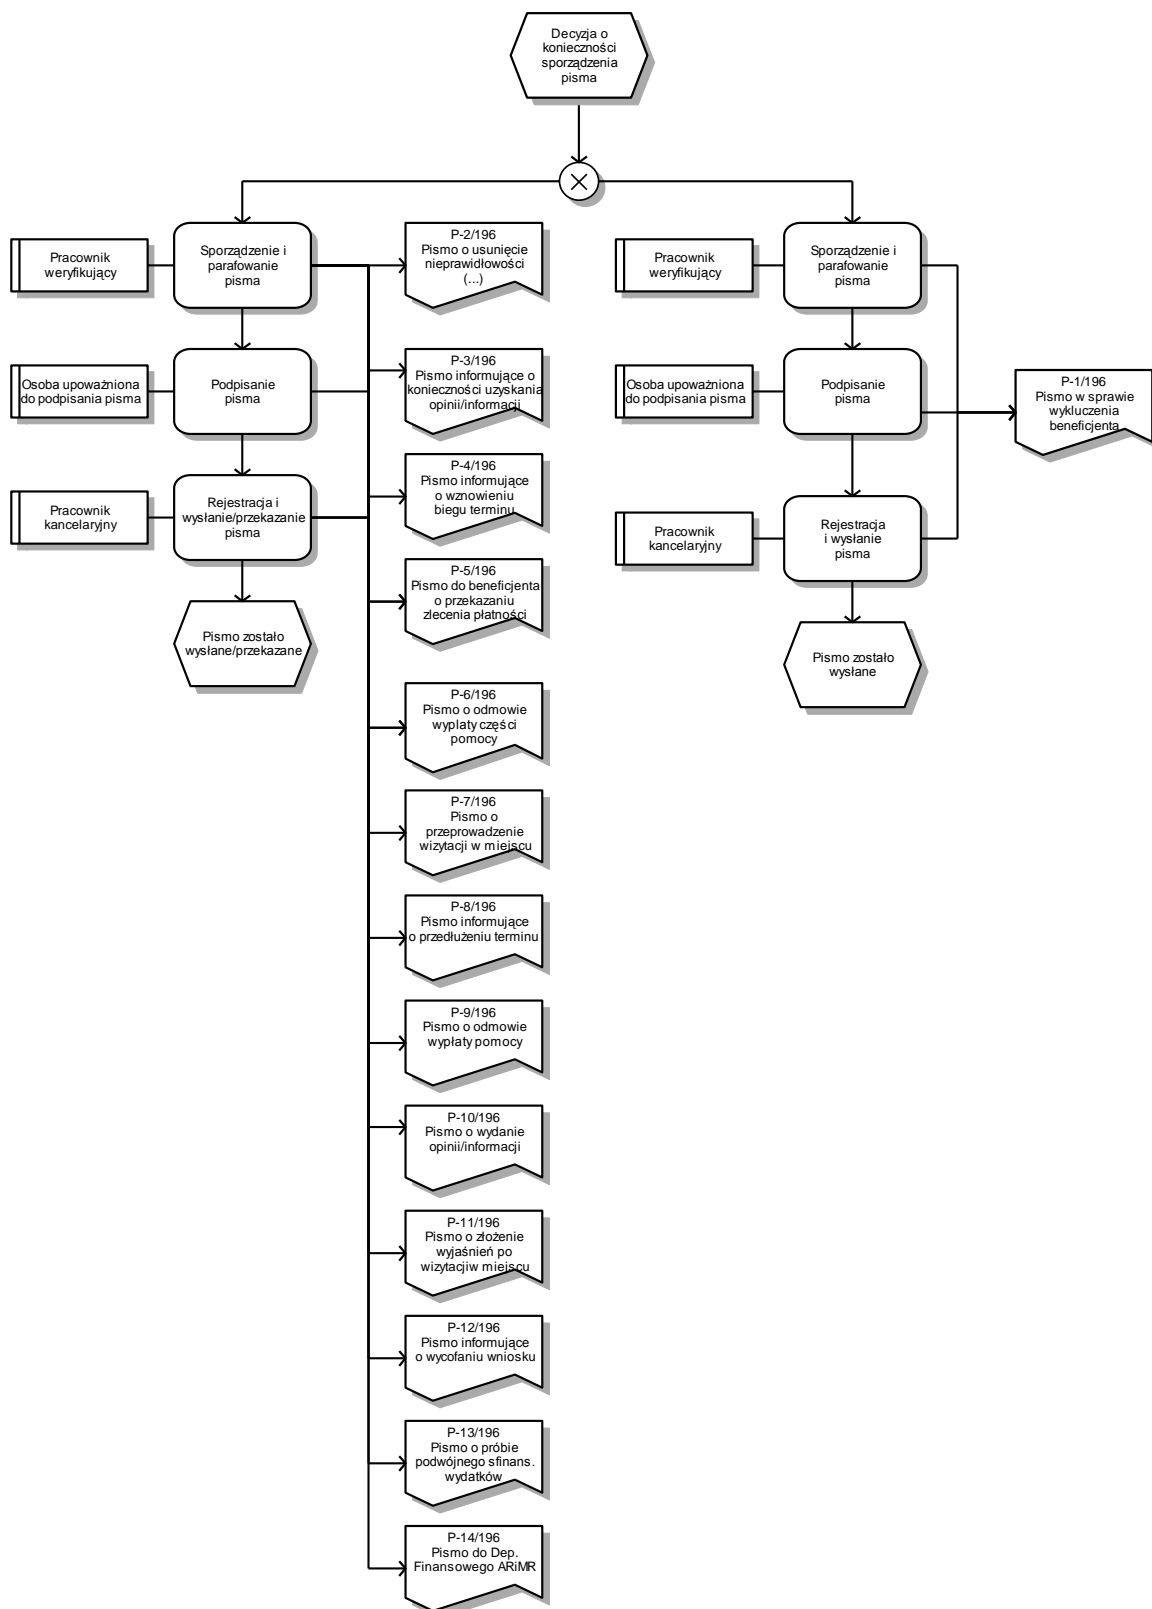 Decyzja o
konieczności
sporządzenia
pisma
Pracownik
weryfikujący
Sporządzenie i
parafowanie
pisma
P-2/196
Pismo o usunięcie
nieprawidłowości
(...)
Pracownik
weryfikujący
Sporządzenie i
parafowanie
pisma
Osoba upoważniona
do podpisania pisma
Podpisanie
pisma
P-3/196
Pismo informujące o
konieczności uzyskania
opinii/informacji
Osoba upoważniona
do podpisania pisma
Podpisanie
pisma
P-1/196
Pismo w sprawie
wykluczenia
beneficjenta
Pracownik
kancelaryjny
Rejestracja i
wysłanie/przekazanie
pisma
P-4/196
Pismo informujące
o wznowieniu
biegu terminu
Pracownik
kancelaryjny
Rejestracja
i wysłanie
pisma
Pismo zostało
wysłane/przekazane
P-5/196
Pismo do beneficjenta
o przekazaniu
zlecenia płatności
Pismo zostało
wysłane
P-6/196
Pismo o odmowie
wyplaty części
pomocy
P-7/196
Pismo o
przeprowadzenie
wizytacji w miejscu
P-8/196
Pismo informujące
o przedłużeniu terminu
P-9/196
Pismo o odmowie
wypłaty pomocy
P-10/196
Pismo o wydanie
opinii/informacji
P-11/196
Pismo o złożenie
wyjaśnień po
wizytacjiw miejscu
P-12/196
Pismo informujące
o wycofaniu wniosku
P-13/196
Pismo o próbie
podwójnego sfinans.
wydatków
P-14/196
Pismo do Dep.
Finansowego ARiMR